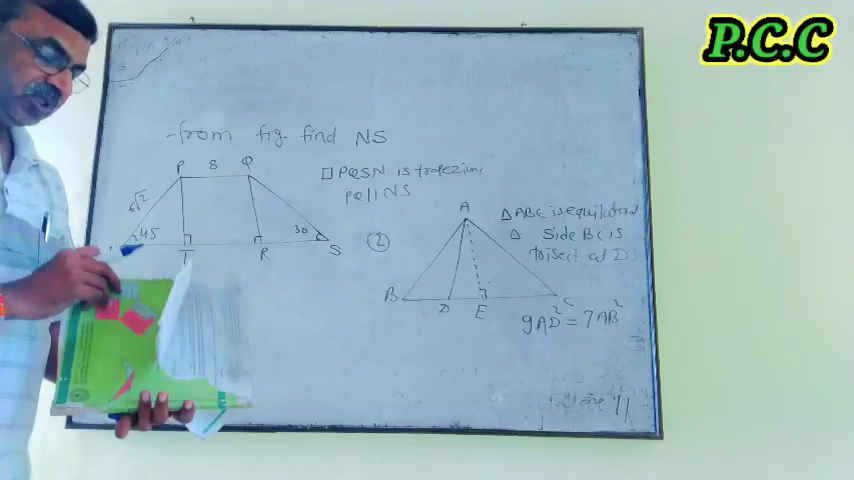 P.C.C
from fig. find NS
P 8 Q
6√2
45
30
T
R
S
□ PQSN is trapezium,
PQ || NS
②
A
B
D
E
C
△ ABC is equilateral
△ Side BC is
trisect at D
9AD² = 7AB²